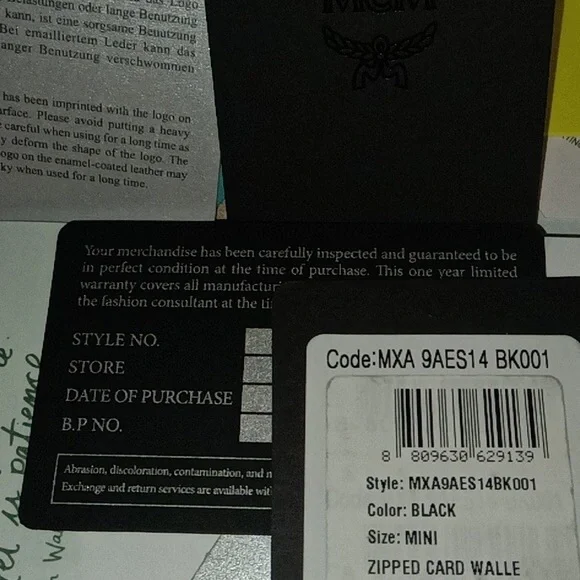 kann, ist eine sorgsame Benutzung
Bei emailliertem Leder kann das
anger Benutzung verschwommen
has been imprinted with the logo on
rface. Please avoid putting a heavy
careful when using for a long time as
y deform the shape of the logo. The
ogo on the enamel-coated leather may
ky when used for a long time.
MCM
Your merchandise has been carefully inspected and guaranteed to be
in perfect condition at the time of purchase. This one year limited
warranty covers all manufactur
the fashion consultant at the ti
STYLE NO.
STORE
DATE OF PURCHASE
B.P NO.
Abrasion, discoloration, contamination, and n
Exchange and return services are available wit
Code:MXA 9AES14 BK001
8 809630 629139
Style: MXA9AES14BK001
Color: BLACK
Size: MINI
ZIPPED CARD WALLE
is patience